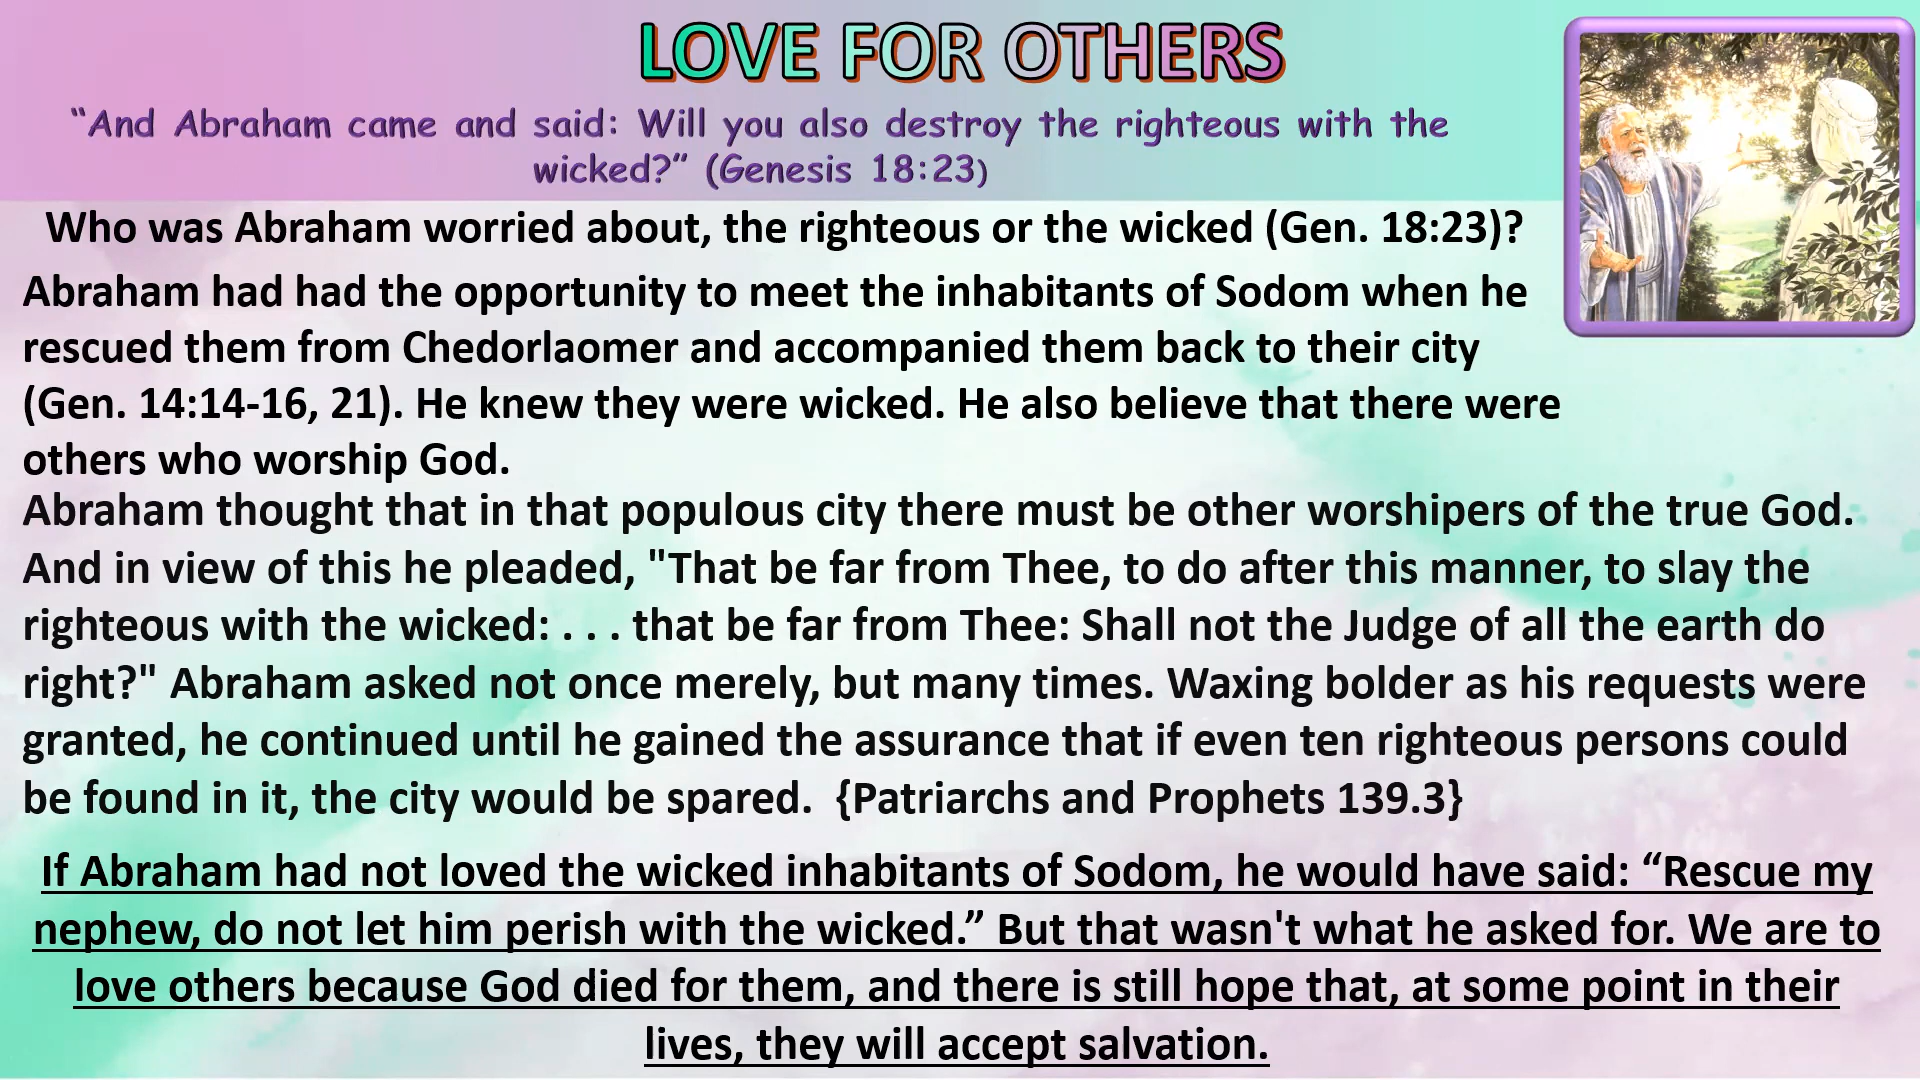 LOVE FOR OTHERS
“And Abraham came and said: Will you also destroy the righteous with the
wicked?” (Genesis 18:23)
Who was Abraham worried about, the righteous or the wicked (Gen. 18:23)?
Abraham had had the opportunity to meet the inhabitants of Sodom when he
rescued them from Chedorlaomer and accompanied them back to their city
(Gen. 14:14-16, 21). He knew they were wicked. He also believe that there were
others who worship God.
Abraham thought that in that populous city there must be other worshipers of the true God.
And in view of this he pleaded, "That be far from Thee, to do after this manner, to slay the
righteous with the wicked: . . . that be far from Thee: Shall not the Judge of all the earth do
right?" Abraham asked not once merely, but many times. Waxing bolder as his requests were
granted, he continued until he gained the assurance that if even ten righteous persons could
be found in it, the city would be spared.  {Patriarchs and Prophets 139.3}
If Abraham had not loved the wicked inhabitants of Sodom, he would have said: “Rescue my
nephew, do not let him perish with the wicked.” But that wasn't what he asked for. We are to
love others because God died for them, and there is still hope that, at some point in their
lives, they will accept salvation.